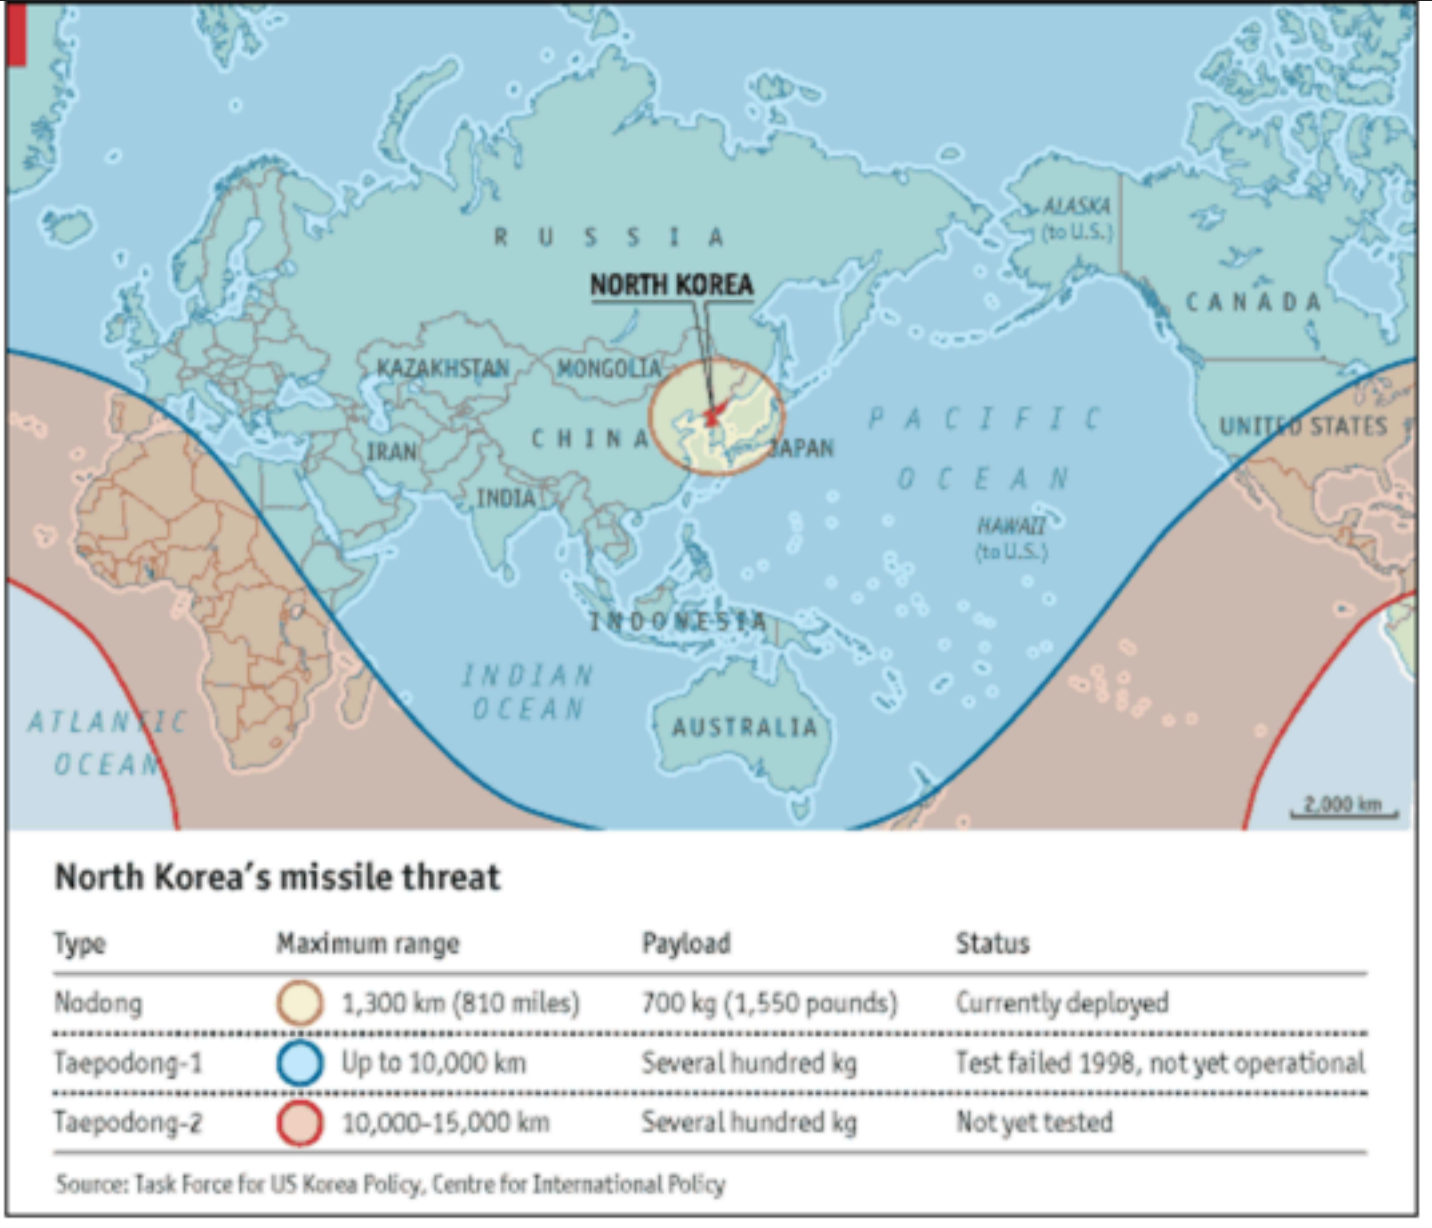 RUSSIA
ALASKA
(to U.S.)
NORTH KOREA
CANADA
KAZAKHSTAN
MONGOLIA
PACIFIC
OCEAN
UNITED STATES
CHINA
JAPAN
IRAN
INDIA
HAWAII
(to U.S.)
INDONESIA
INDIAN
OCEAN
ATLANTIC
OCEAN
AUSTRALIA
2,000 km
North Korea's missile threat
Type Maximum range Payload Status
Nodong 1,300 km (810 miles) 700 kg (1,550 pounds) Currently deployed
Taepodong-1 Up to 10,000 km Several hundred kg Test failed 1998, not yet operational
Taepodong-2 10,000-15,000 km Several hundred kg Not yet tested
Source: Task Force for US Korea Policy, Centre for International Policy